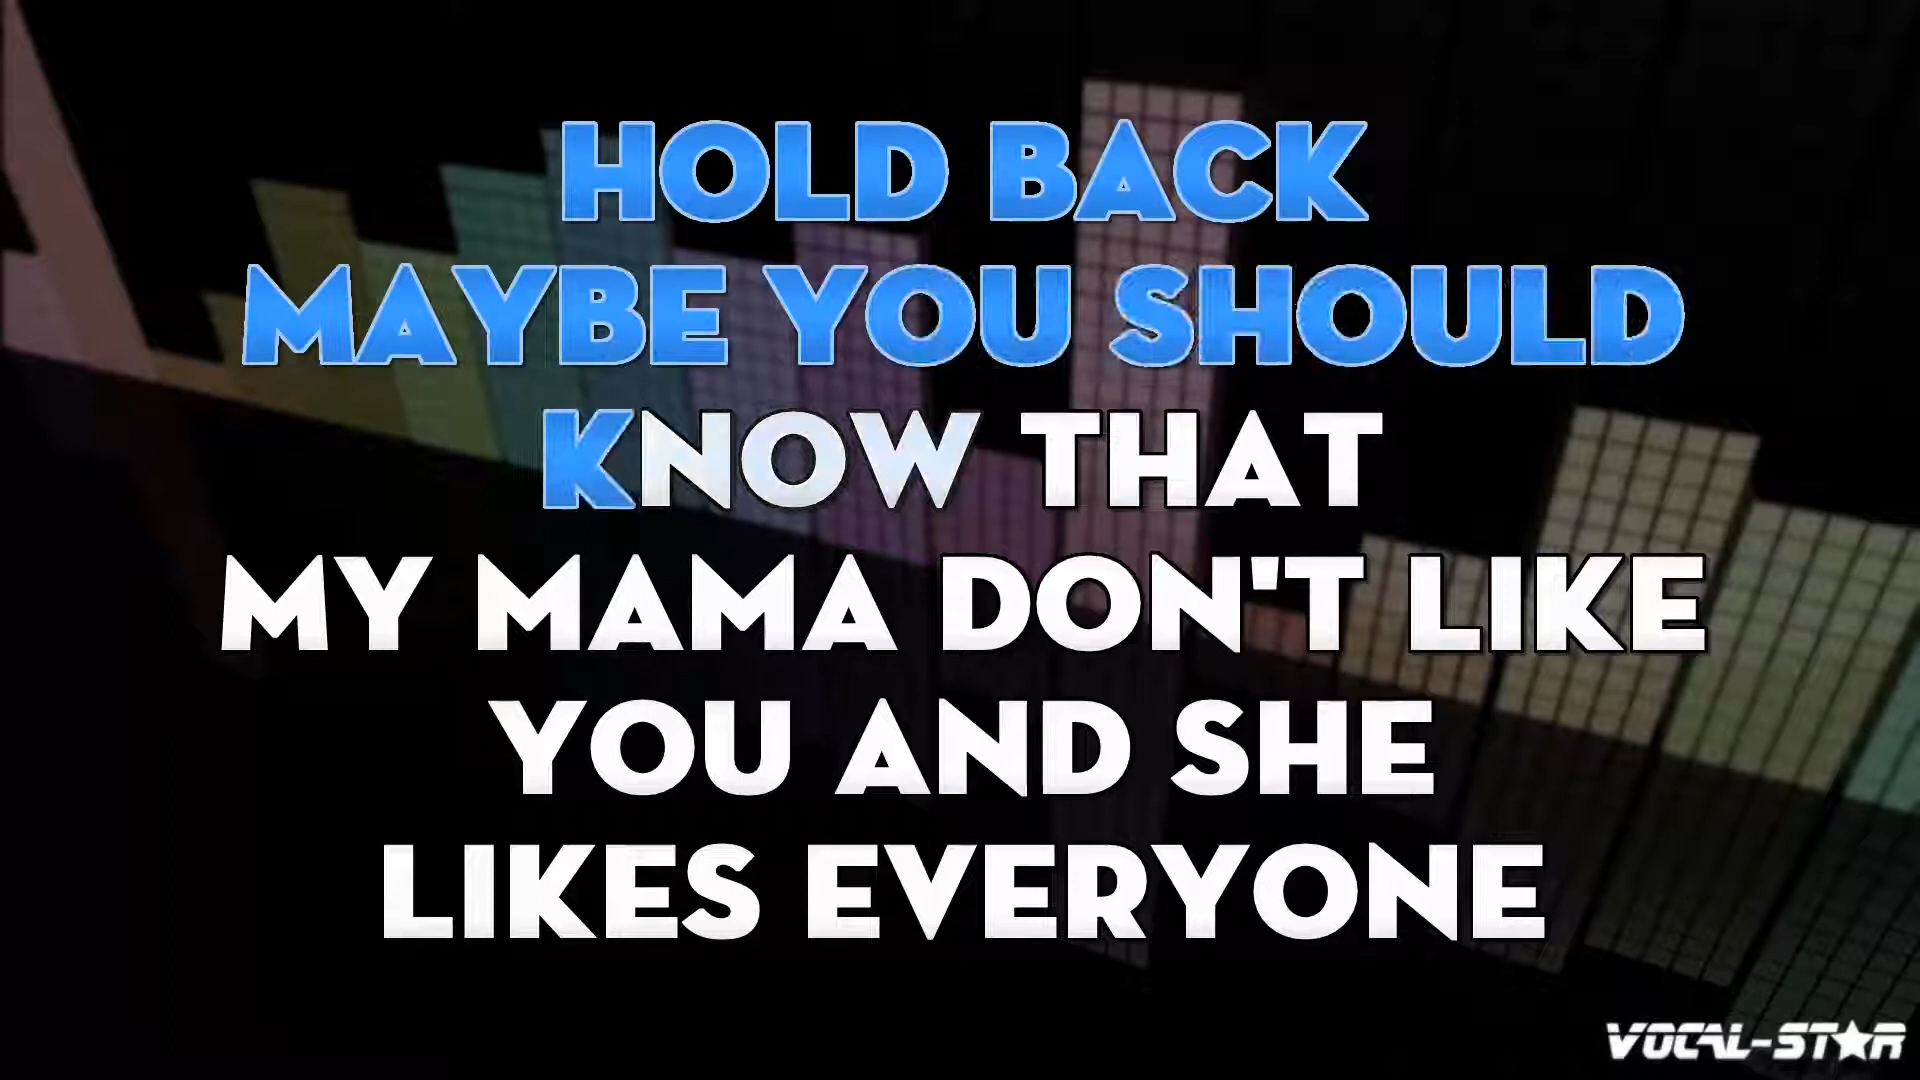 HOLD BACK
MAYBE YOU SHOULD
KNOW THAT
MY MAMA DON'T LIKE
YOU AND SHE
LIKES EVERYONE
VOCAL-STAR